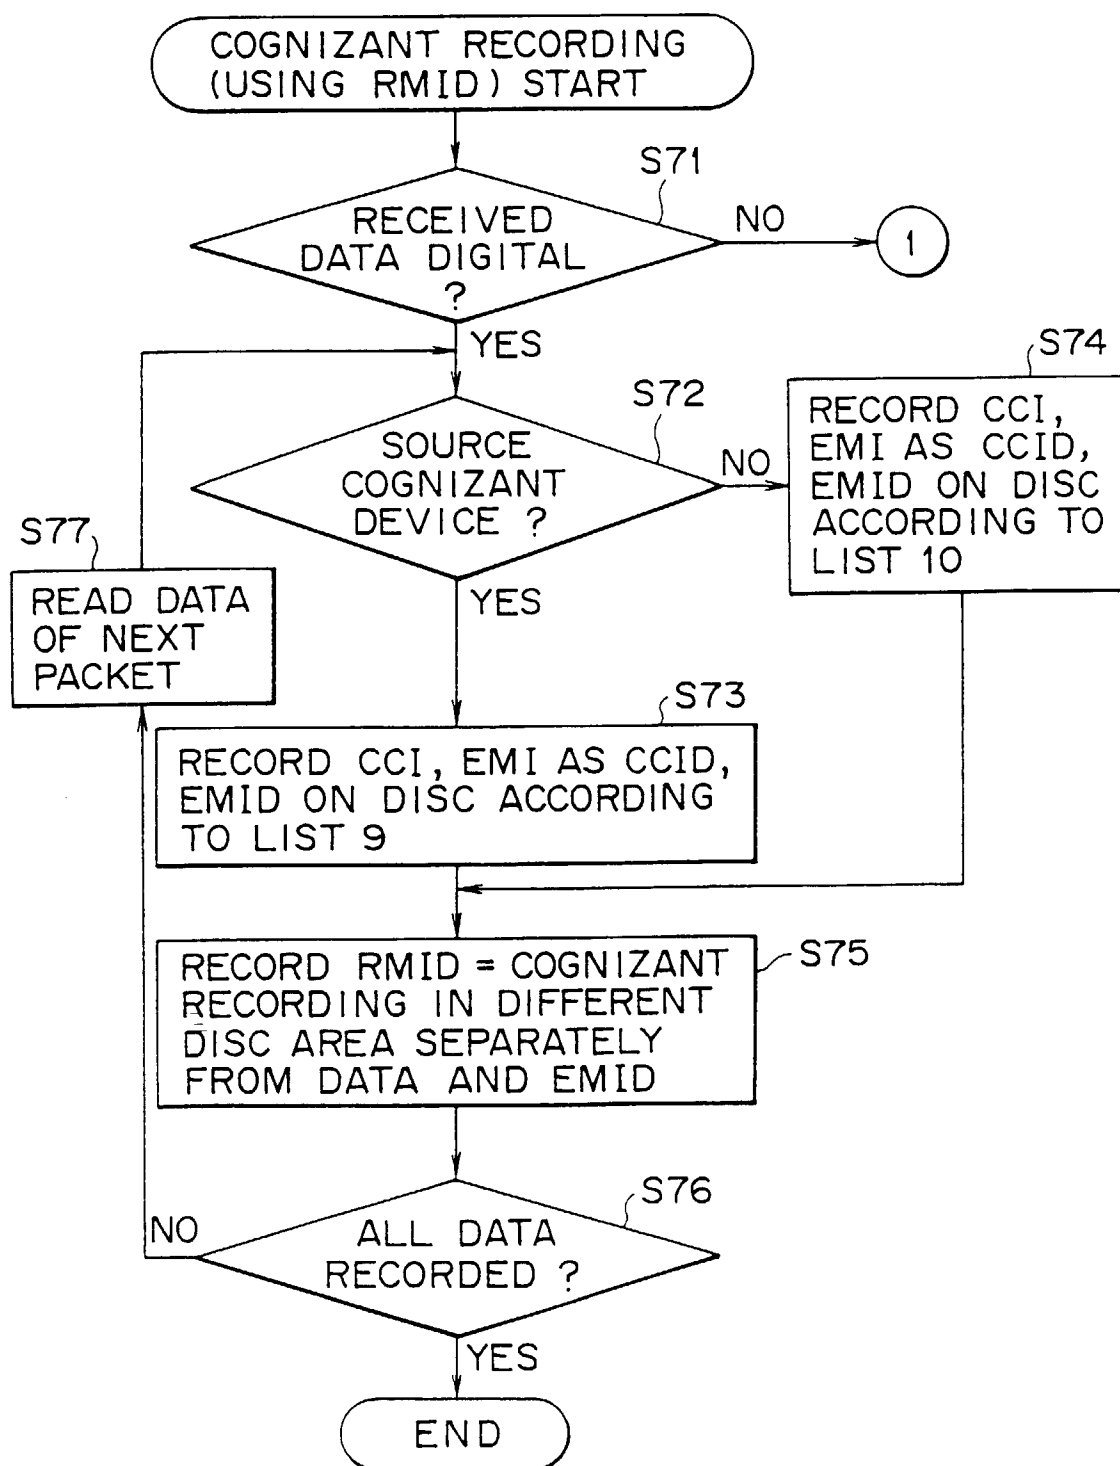 COGNIZANT RECORDING
(USING RMID) START
S71
RECEIVED
DATA DIGITAL
?
NO
1
YES
S72
SOURCE
COGNIZANT
DEVICE ?
NO
S74
RECORD CCI,
EMI AS CCID,
EMID ON DISC
ACCORDING TO
LIST 10
YES
S77
READ DATA
OF NEXT
PACKET
S73
RECORD CCI, EMI AS CCID,
EMID ON DISC ACCORDING
TO LIST 9
S75
RECORD RMID = COGNIZANT
RECORDING IN DIFFERENT
DISC AREA SEPARATELY
FROM DATA AND EMID
S76
ALL DATA
RECORDED ?
NO
YES
END